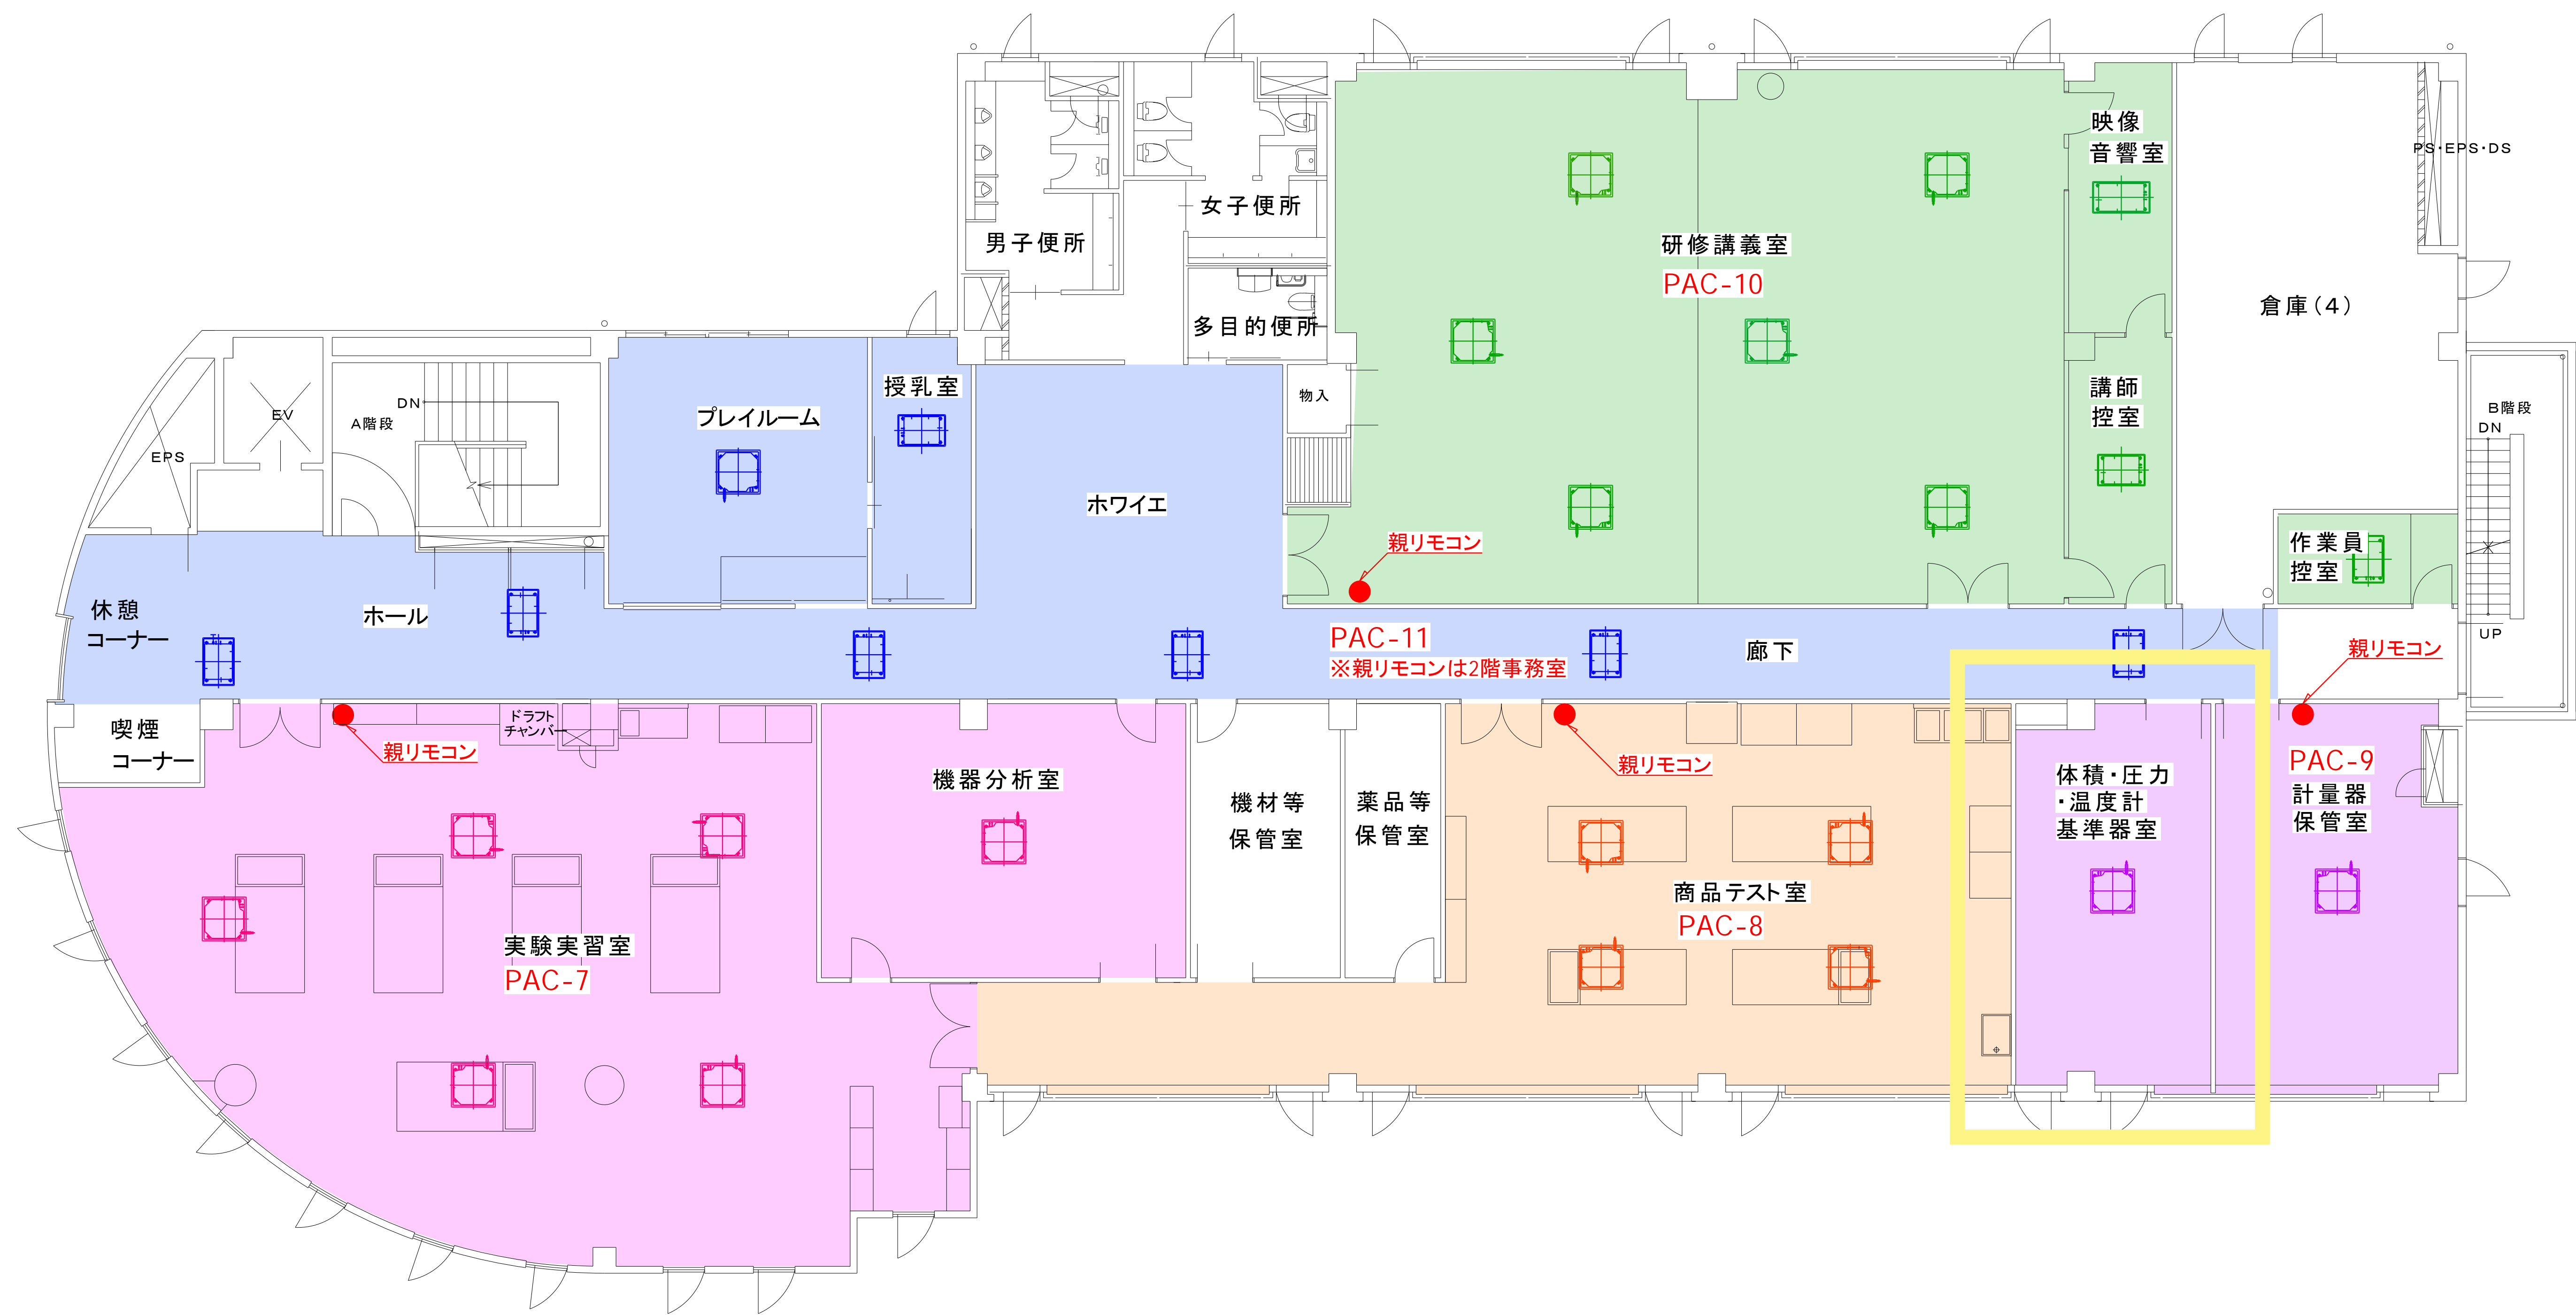 映像
音響室
PS・EPS・DS
女子便所
男子便所
研修講義室
PAC-10
倉庫（4）
多目的便所
授乳室
物入
講師
控室
DN
A階段
EV
EPS
プレイルーム
B階段
DN
ホワイエ
親リモコン
作業員
控室
休憩
コーナー
ホール
PAC-11
※親リモコンは2階事務室
廊下
UP
親リモコン
喫煙
コーナー
ドラフト
チャンバー
親リモコン
機器分析室
機材等
保管室
薬品等
保管室
親リモコン
体積・圧力
・温度計
基準器室
PAC-9
計量器
保管室
商品テスト室
PAC-8
実験実習室
PAC-7